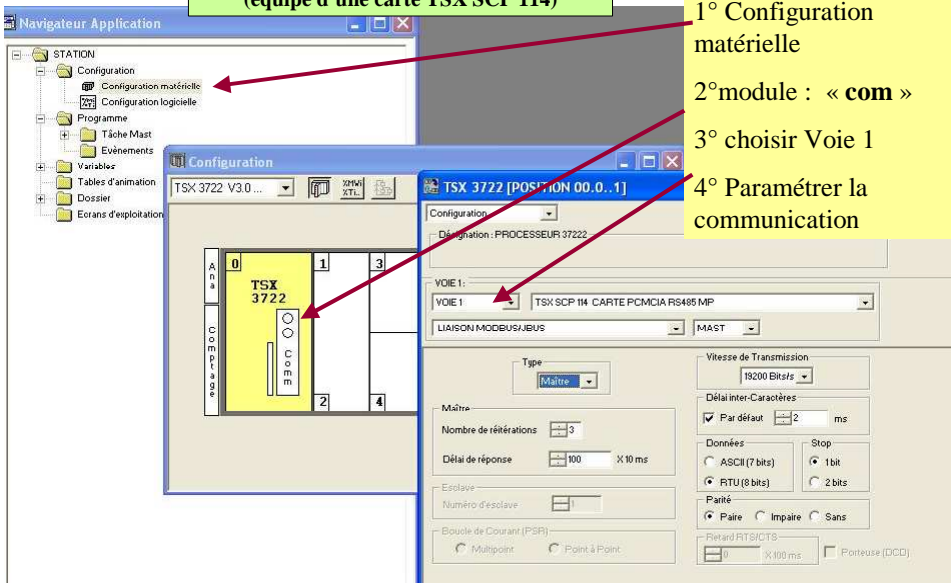 (équipé d'une carte TSX SCP 114)
Navigateur Application
STATION
Configuration
Configuration matérielle
Configuration logicielle
Programme
Tâche Mast
Evènements
Variables
Tables d'animation
Dossier
Ecrans d'exploitation
1° Configuration
matérielle
2°module : « com »
3° choisir Voie 1
4° Paramétrer la
communication
Configuration
TSX 3722 V3.0 ...
XMWi
XTi..
Ana
Comptage
0
TSX
3722
Comm
1
3
2
4
TSX 3722 [POSITION 00.0..1]
Configuration
Désignation : PROCESSEUR 37222
VOIE 1:
VOIE 1
TSX SCP 114 CARTE PCMCIA RS485 MP
LIAISON MODBUS/JBUS
MAST
Type
Maître
Maître
Nombre de réitérations 3
Délai de réponse 100 X 10 ms
Esclave
Numéro d'esclave 1
Boucle de Courant (PSR)
Multipoint Point à Point
Vitesse de Transmission
19200 Bits/s
Délai inter-Caractères
Par défaut 2 ms
Données
ASCII (7 bits)
RTU (8 bits)
Stop
1 bit
2 bits
Parité
Paire Impaire Sans
Retard RTS/CTS
0 X 100 ms
Porteuse (DCD)